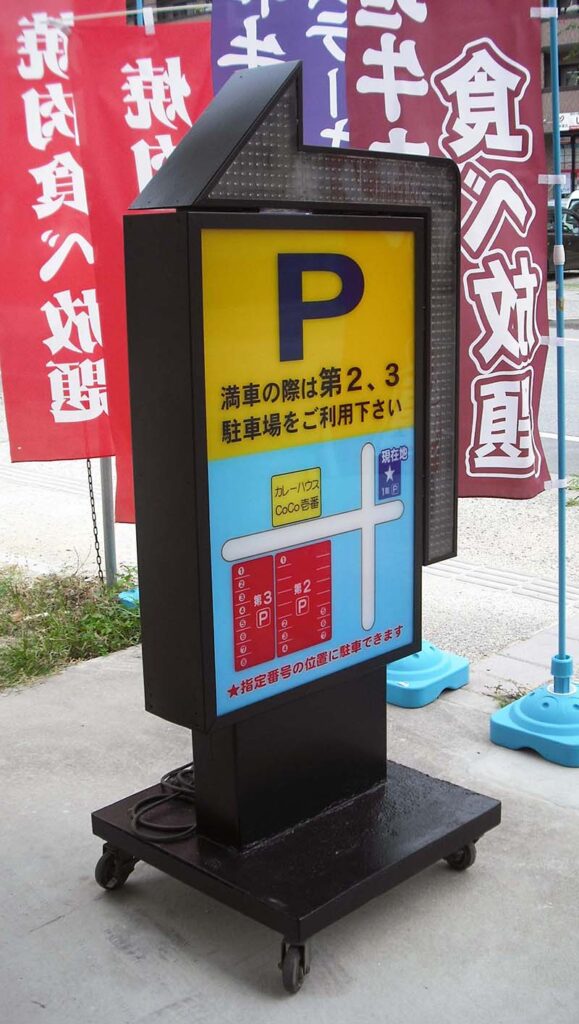 焼肉食べ放題
焼肉
食べ放題
P
満車の際は第2、3
駐車場をご利用下さい
現在地
★
カレーハウス
CoCo壱番
第3
P
第2
P
★指定番号の位置に駐車できます